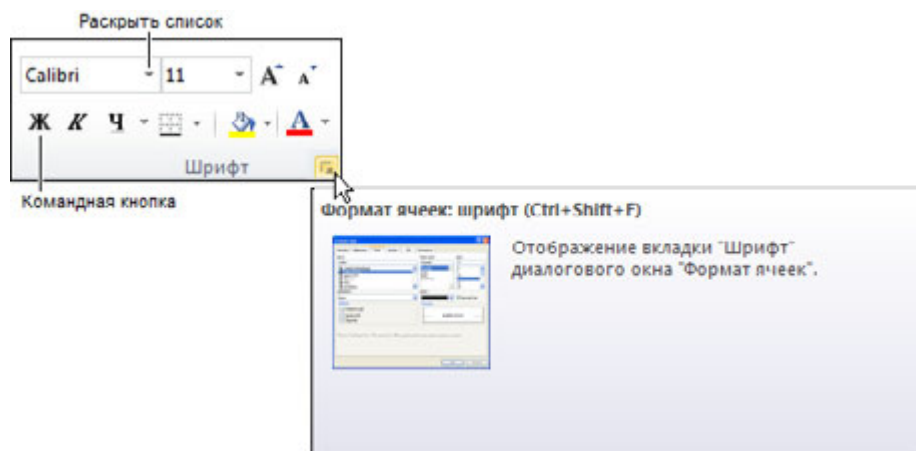 Раскрыть список
Calibri 11 А А
Ж К Ч А
Шрифт
Командная кнопка
Формат ячеек: шрифт (Ctrl+Shift+F)
Отображение вкладки "Шрифт"
диалогового окна "Формат ячеек".